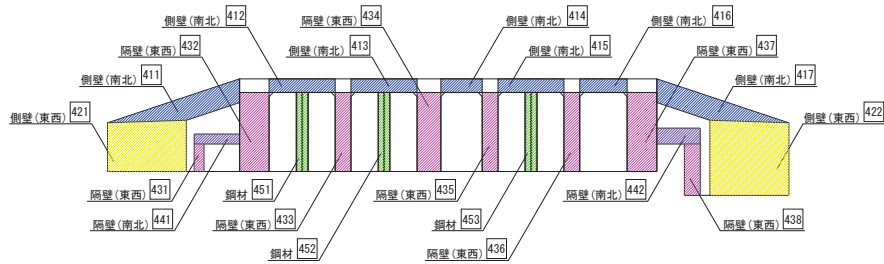 側壁(南北) 412
隔壁(東西) 434
側壁(南北) 414
側壁(南北) 416
隔壁(東西) 432
側壁(南北) 413
側壁(南北) 415
隔壁(東西) 437
側壁(南北) 411
側壁(南北) 417
側壁(東西) 421
側壁(東西) 422
隔壁(東西) 431
鋼材 451
隔壁(東西) 435
隔壁(南北) 442
隔壁(南北) 441
隔壁(東西) 433
鋼材 453
隔壁(東西) 438
鋼材 452
隔壁(東西) 436